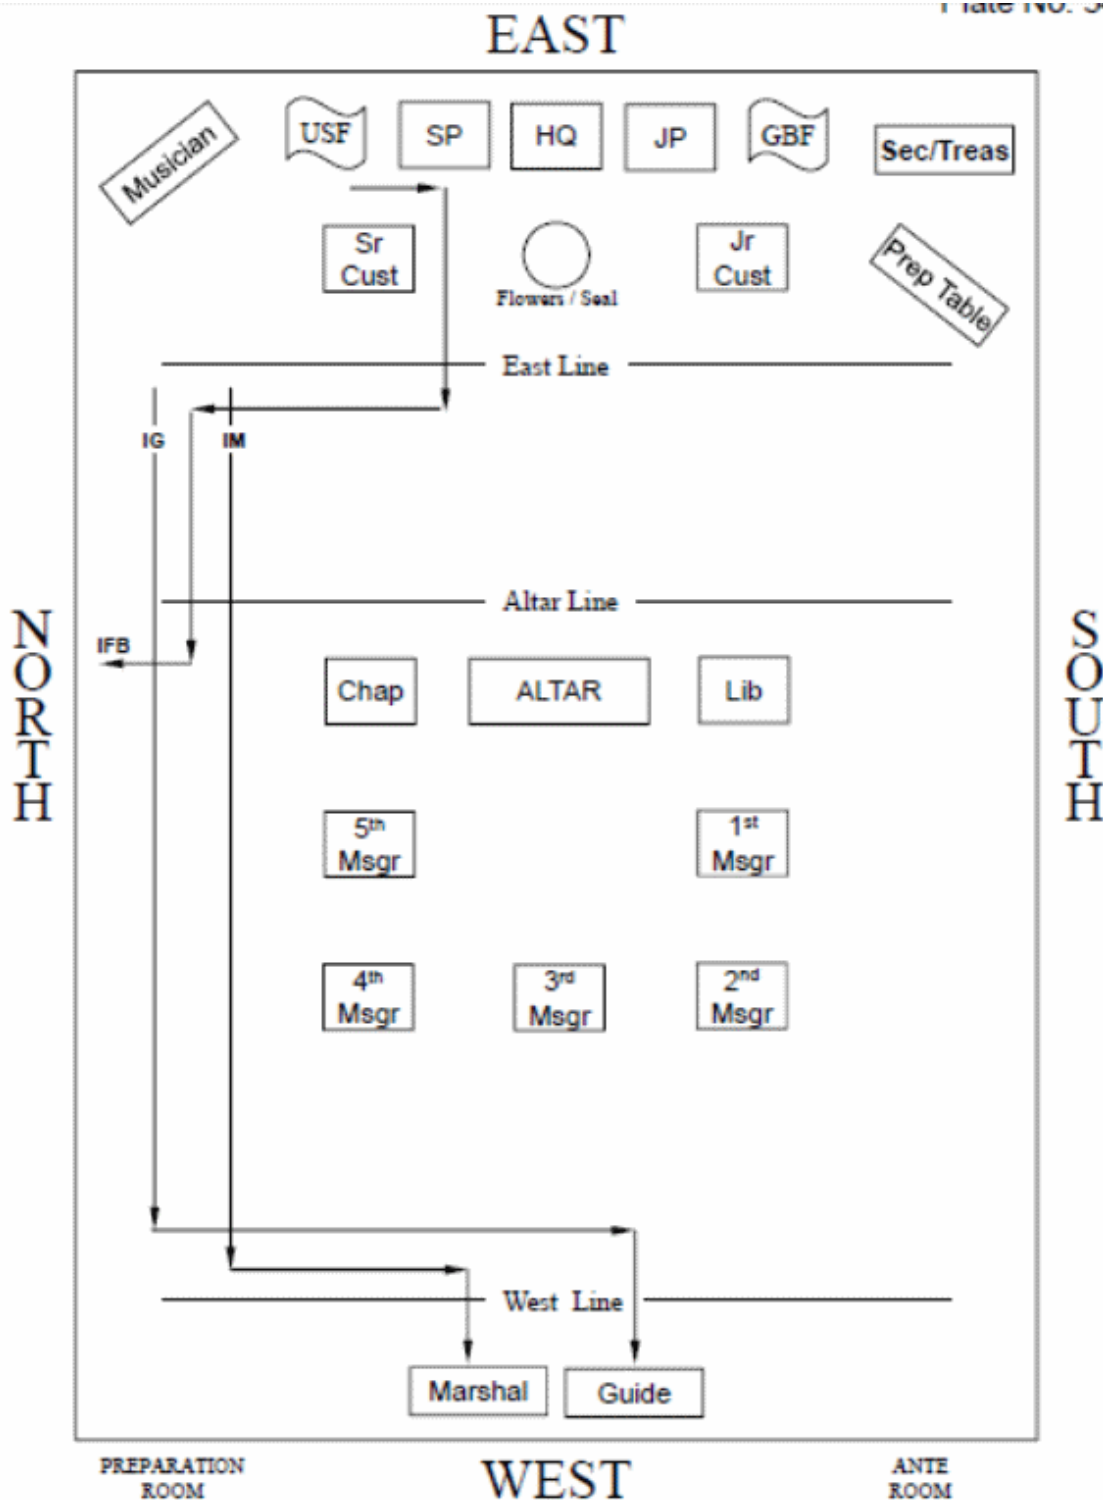 Plate No.
EAST
Musician
USF
SP
HQ
JP
GBF
Sec/Treas
Sr
Cust
Flowers / Seal
Jr
Cust
Prep Table
East Line
IG
IM
Altar Line
NORTH
SOUTH
IFB
Chap
ALTAR
Lib
5th
Msgr
1st
Msgr
4th
Msgr
3rd
Msgr
2nd
Msgr
West Line
Marshal
Guide
PREPARATION
ROOM
WEST
ANTE
ROOM